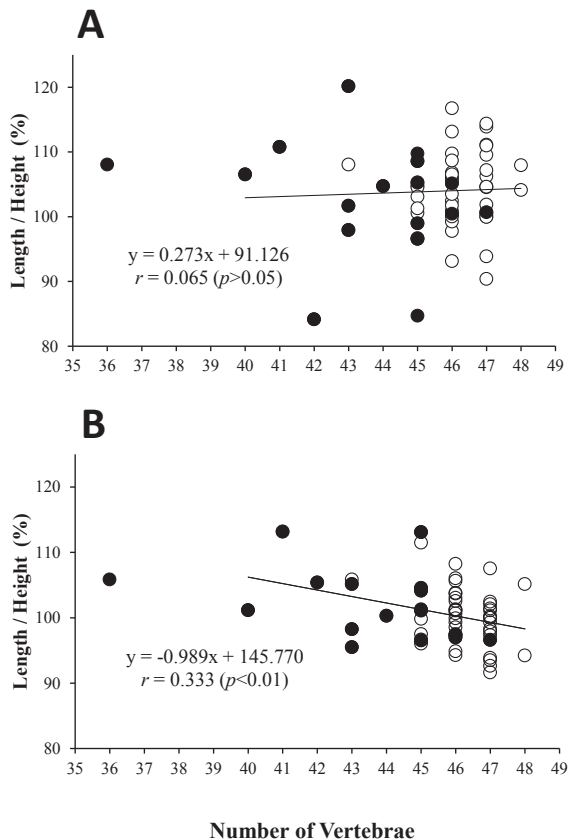 A
Length / Height (%)
120
110
100
90
80
y = 0.273x + 91.126
r = 0.065 (p>0.05)
35 36 37 38 39 40 41 42 43 44 45 46 47 48 49
B
Length / Height (%)
120
110
100
90
80
y = -0.989x + 145.770
r = 0.333 (p<0.01)
35 36 37 38 39 40 41 42 43 44 45 46 47 48 49
Number of Vertebrae